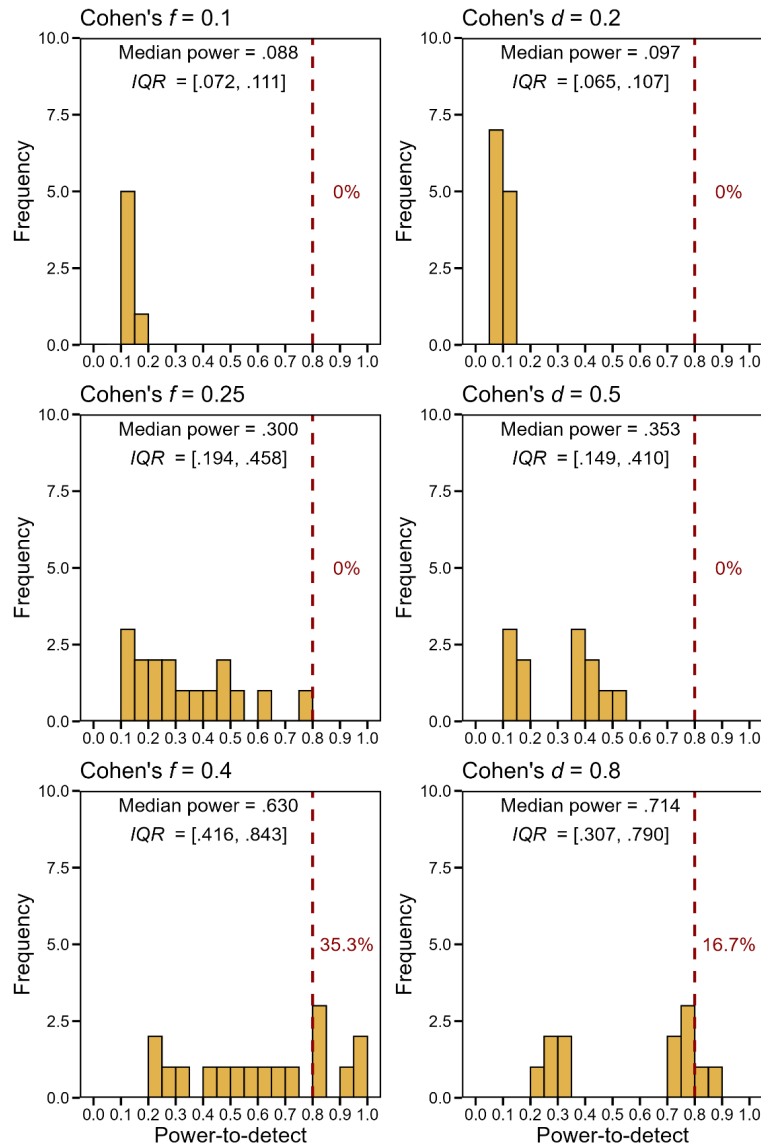 Cohen's f = 0.1
Median power = .088
IQR = [.072, .111]
0%
Frequency
10.0
7.5
5.0
2.5
0.0
0.0 0.1 0.2 0.3 0.4 0.5 0.6 0.7 0.8 0.9 1.0
Cohen's d = 0.2
Median power = .097
IQR = [.065, .107]
0%
Frequency
10.0
7.5
5.0
2.5
0.0
0.0 0.1 0.2 0.3 0.4 0.5 0.6 0.7 0.8 0.9 1.0
Cohen's f = 0.25
Median power = .300
IQR = [.194, .458]
0%
Frequency
10.0
7.5
5.0
2.5
0.0
0.0 0.1 0.2 0.3 0.4 0.5 0.6 0.7 0.8 0.9 1.0
Cohen's d = 0.5
Median power = .353
IQR = [.149, .410]
0%
Frequency
10.0
7.5
5.0
2.5
0.0
0.0 0.1 0.2 0.3 0.4 0.5 0.6 0.7 0.8 0.9 1.0
Cohen's f = 0.4
Median power = .630
IQR = [.416, .843]
35.3%
Frequency
10.0
7.5
5.0
2.5
0.0
0.0 0.1 0.2 0.3 0.4 0.5 0.6 0.7 0.8 0.9 1.0
Power-to-detect
Cohen's d = 0.8
Median power = .714
IQR = [.307, .790]
16.7%
Frequency
10.0
7.5
5.0
2.5
0.0
0.0 0.1 0.2 0.3 0.4 0.5 0.6 0.7 0.8 0.9 1.0
Power-to-detect